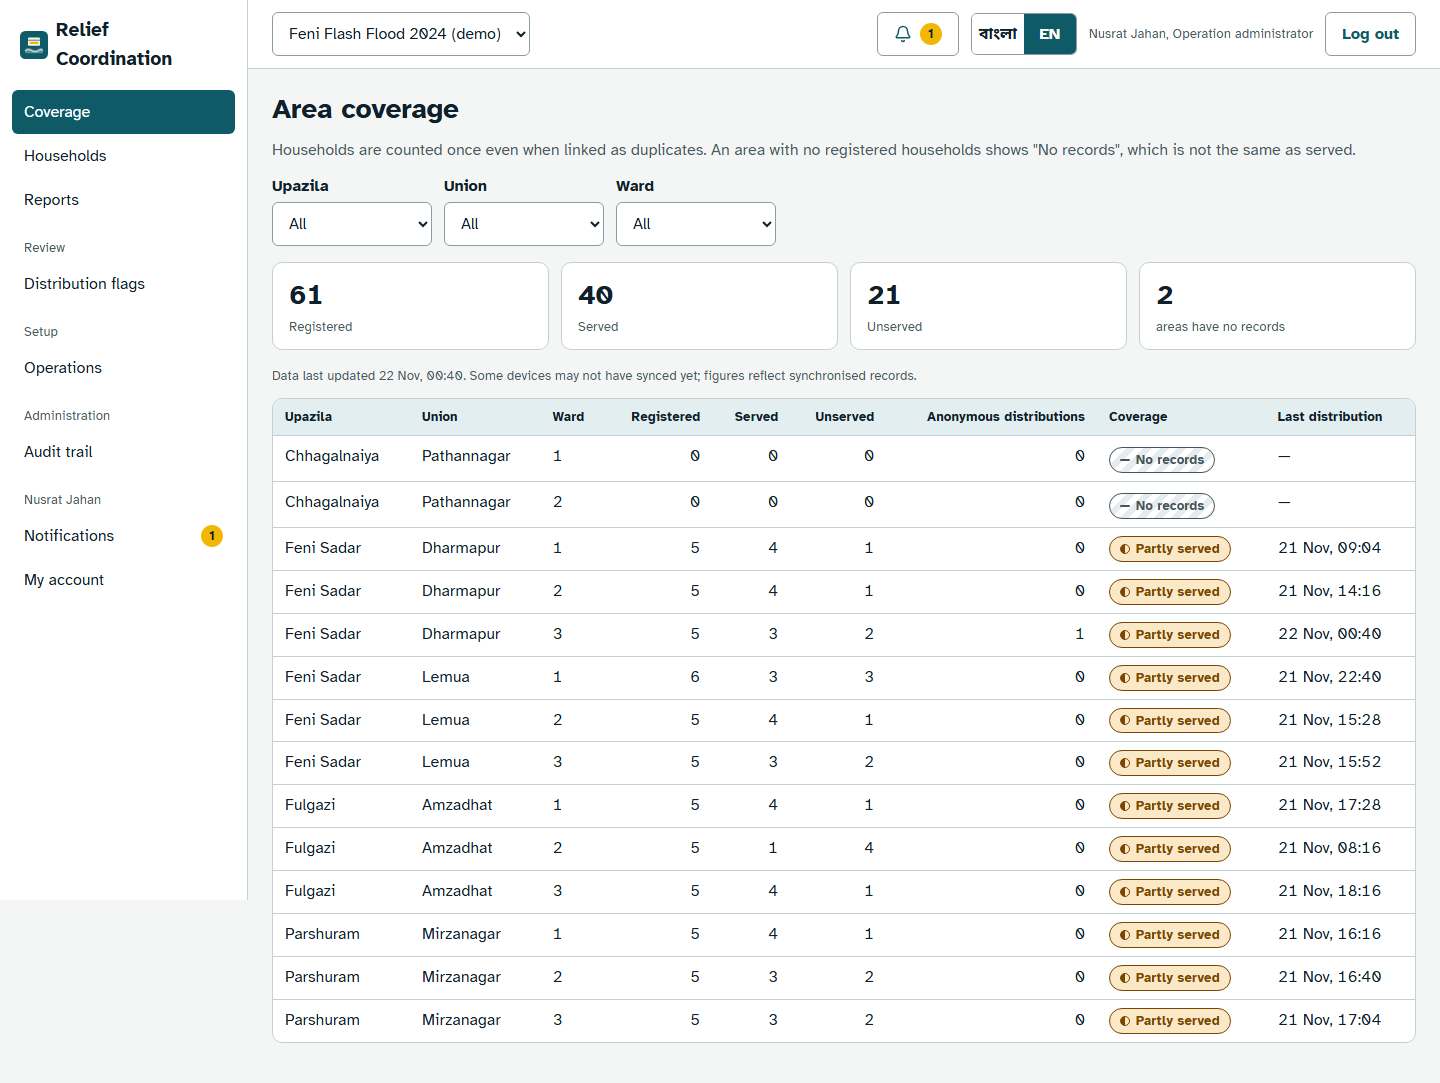 Relief
Coordination
Feni Flash Flood 2024 (demo)
1
বাংলা EN
Nusrat Jahan, Operation administrator
Log out
Coverage
Households
Reports
Review
Distribution flags
Setup
Operations
Administration
Audit trail
Nusrat Jahan
Notifications 1
My account
Area coverage
Households are counted once even when linked as duplicates. An area with no registered households shows "No records", which is not the same as served.
Upazila Union Ward
All All All
61 40 21 2
Registered Served Unserved areas have no records
Data last updated 22 Nov, 00:40. Some devices may not have synced yet; figures reflect synchronised records.
Upazila Union Ward Registered Served Unserved Anonymous distributions Coverage Last distribution
Chhagalnaiya Pathannagar 1 0 0 0 0 — No records —
Chhagalnaiya Pathannagar 2 0 0 0 0 — No records —
Feni Sadar Dharmapur 1 5 4 1 0 Partly served 21 Nov, 09:04
Feni Sadar Dharmapur 2 5 4 1 0 Partly served 21 Nov, 14:16
Feni Sadar Dharmapur 3 5 3 2 1 Partly served 22 Nov, 00:40
Feni Sadar Lemua 1 6 3 3 0 Partly served 21 Nov, 22:40
Feni Sadar Lemua 2 5 4 1 0 Partly served 21 Nov, 15:28
Feni Sadar Lemua 3 5 3 2 0 Partly served 21 Nov, 15:52
Fulgazi Amzadhat 1 5 4 1 0 Partly served 21 Nov, 17:28
Fulgazi Amzadhat 2 5 1 4 0 Partly served 21 Nov, 08:16
Fulgazi Amzadhat 3 5 4 1 0 Partly served 21 Nov, 18:16
Parshuram Mirzanagar 1 5 4 1 0 Partly served 21 Nov, 16:16
Parshuram Mirzanagar 2 5 3 2 0 Partly served 21 Nov, 16:40
Parshuram Mirzanagar 3 5 3 2 0 Partly served 21 Nov, 17:04